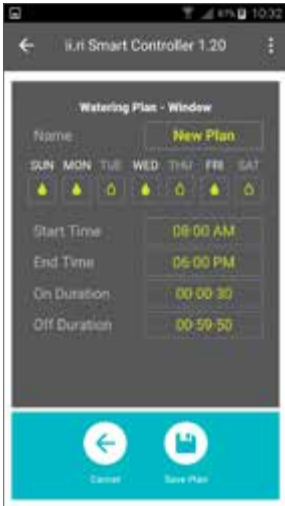 10:32
ii.ri Smart Controller 1.20
Watering Plan - Window
Name New Plan
SUN MON TUE WED THU FRI SAT
Start Time 08:00 AM
End Time 06:00 PM
On Duration 00:00:30
Off Duration 00:59:50
Cancel Save Plan